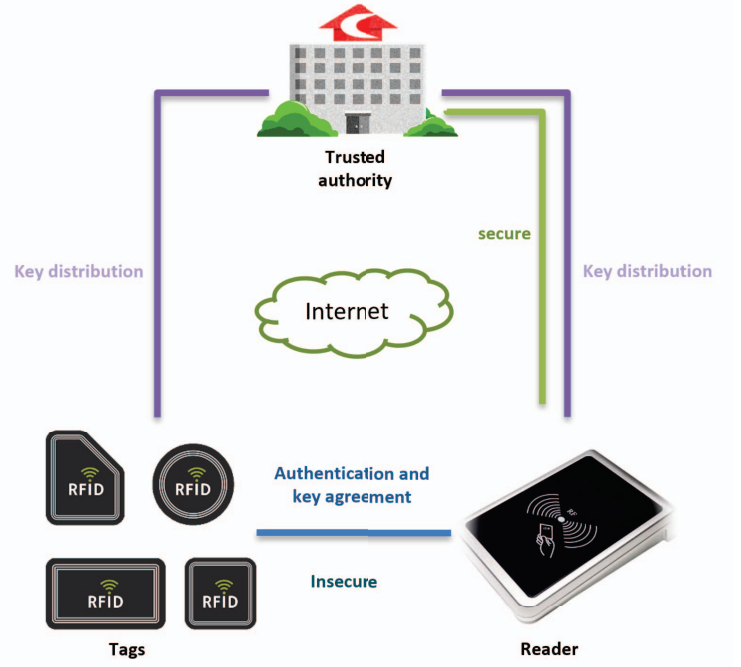 Trusted
authority
secure
Key distribution
Key distribution
Internet
RFiD
RFiD
Authentication and
key agreement
RF
RFiD
RFiD
Insecure
Tags
Reader